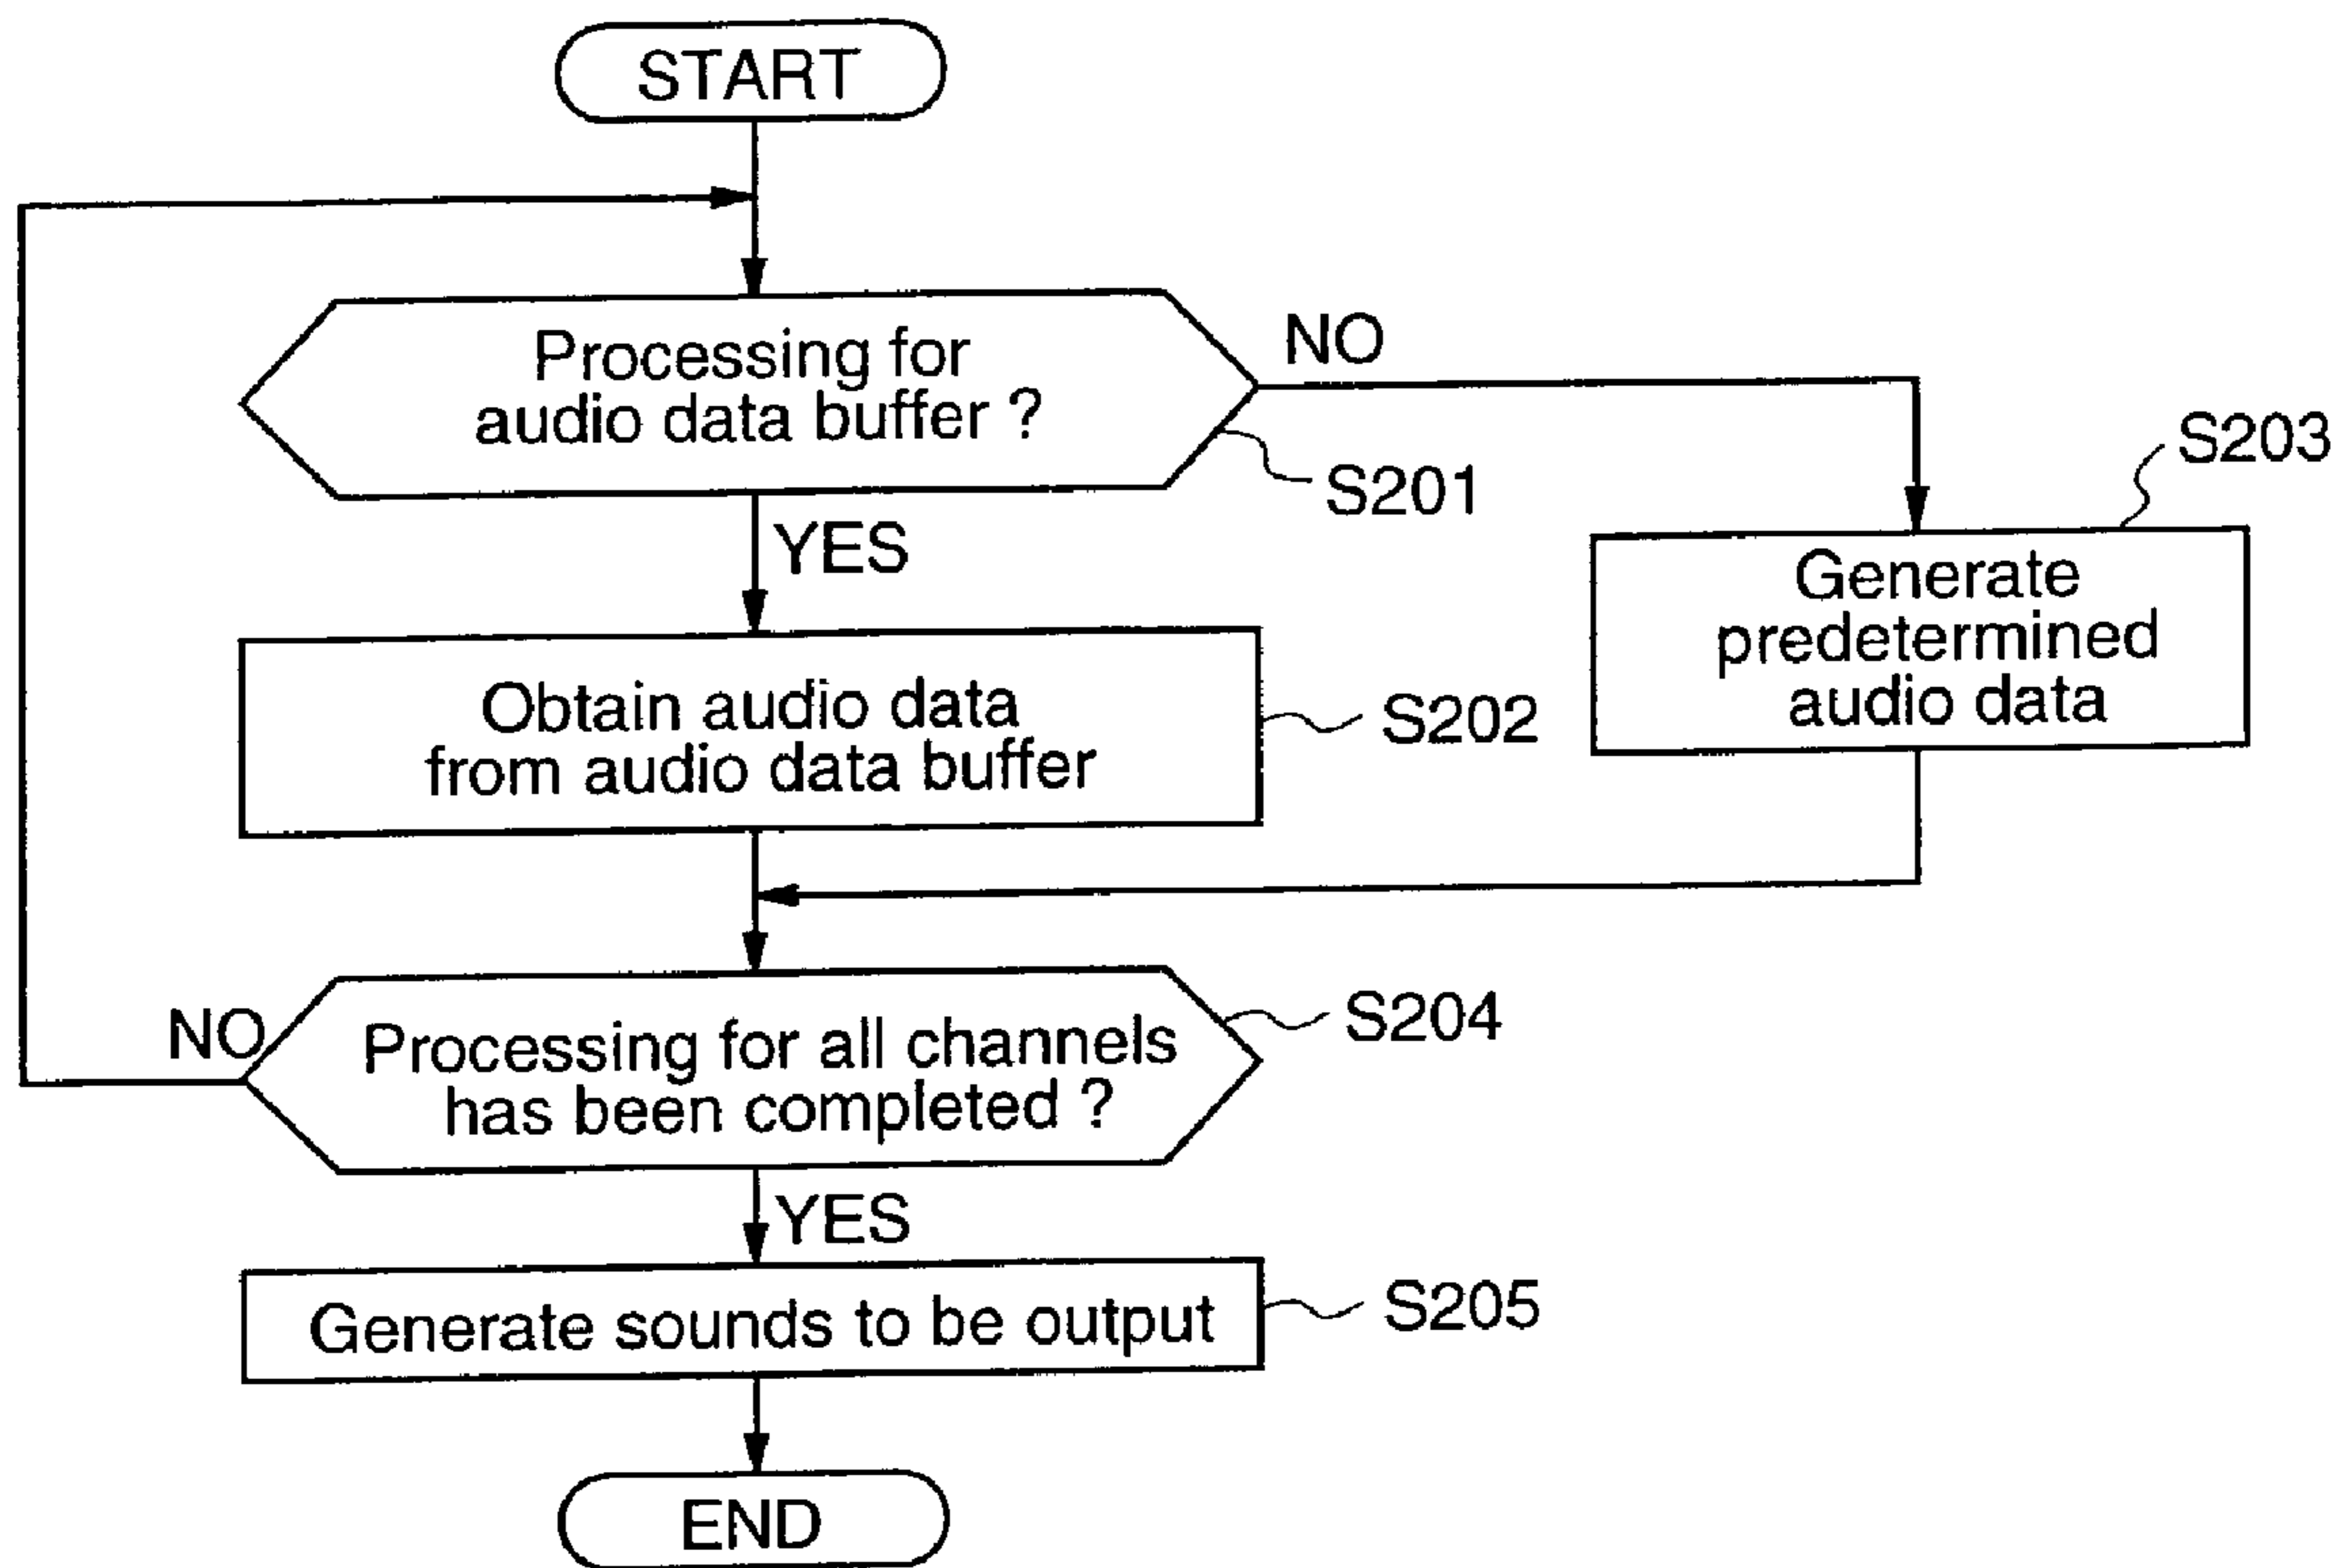 START
Processing for
audio data buffer ?
NO
S201
S203
YES
Generate
predetermined
audio data
Obtain audio data
from audio data buffer
S202
NO
Processing for all channels
has been completed ?
S204
YES
Generate sounds to be output
S205
END